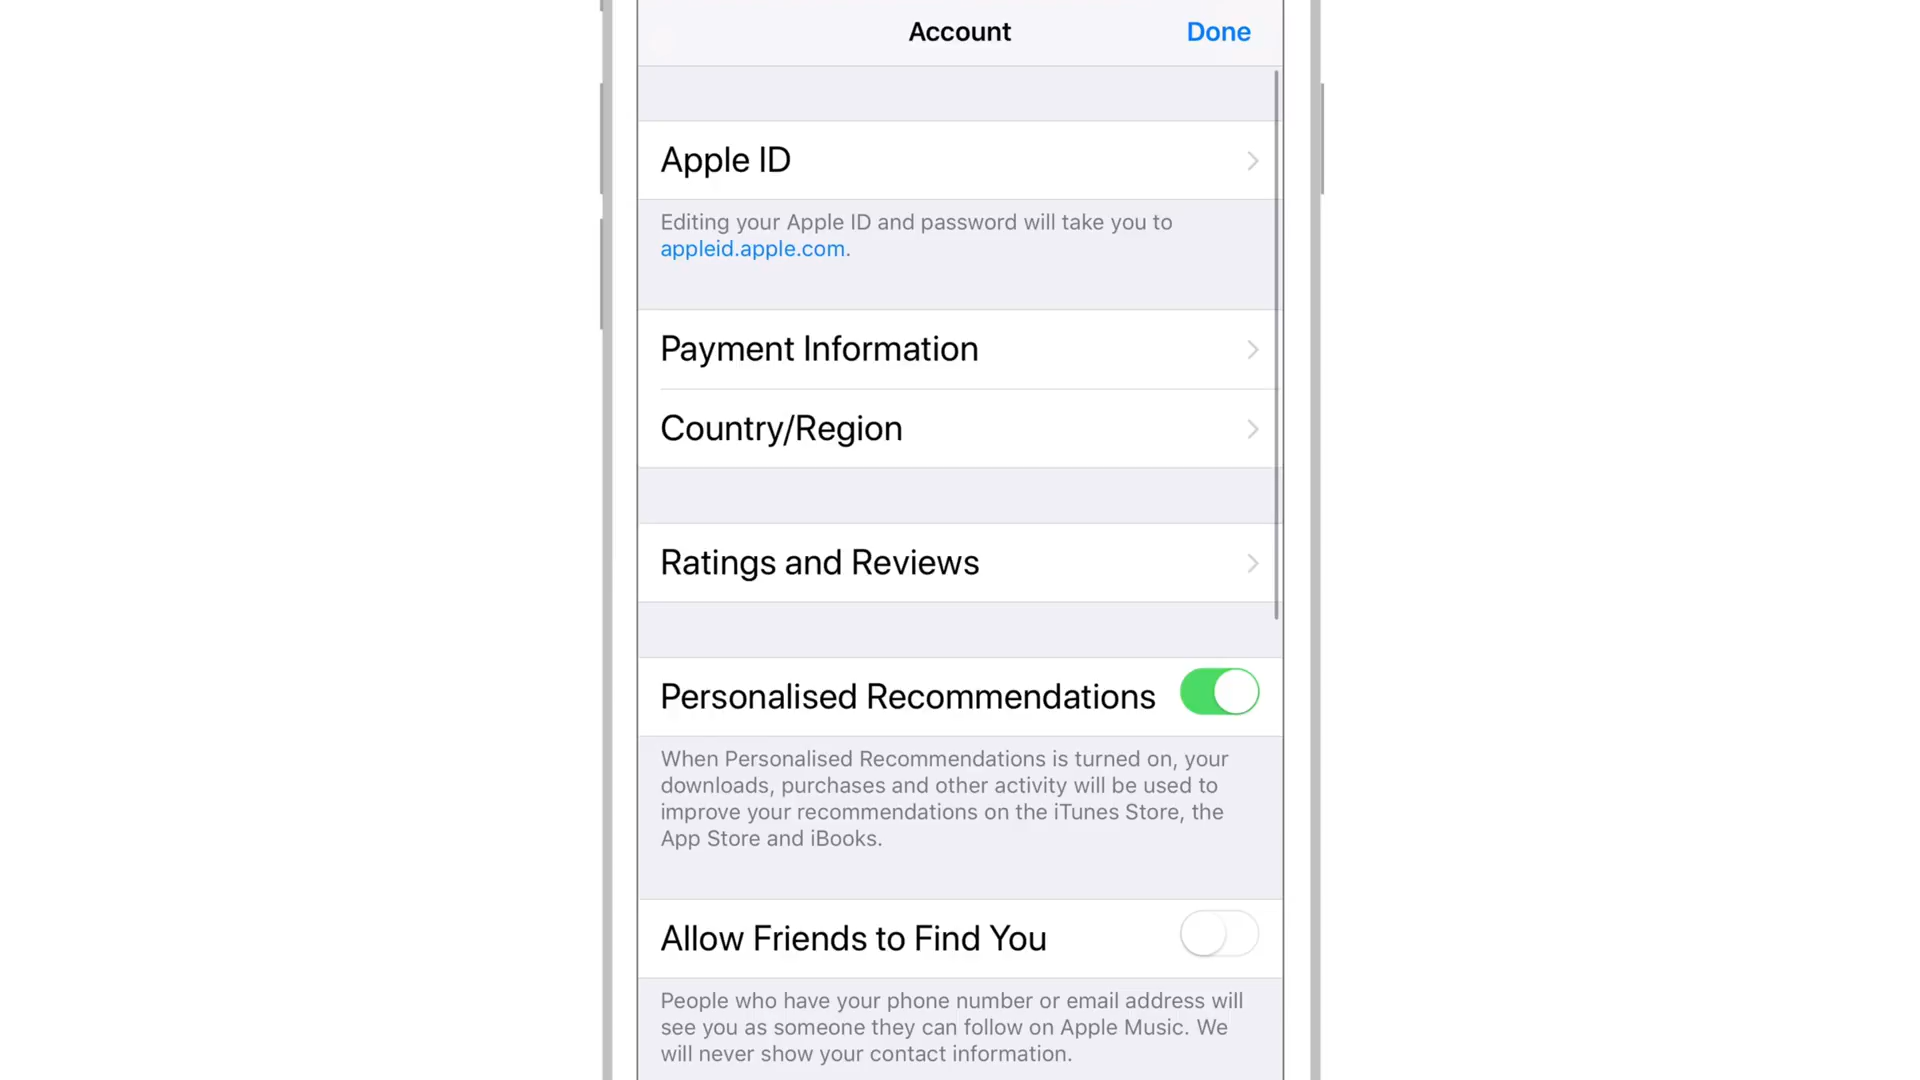 Account
Done
Apple ID
Editing your Apple ID and password will take you to
appleid.apple.com.
Payment Information
Country/Region
Ratings and Reviews
Personalised Recommendations
When Personalised Recommendations is turned on, your
downloads, purchases and other activity will be used to
improve your recommendations on the iTunes Store, the
App Store and iBooks.
Allow Friends to Find You
People who have your phone number or email address will
see you as someone they can follow on Apple Music. We
will never show your contact information.